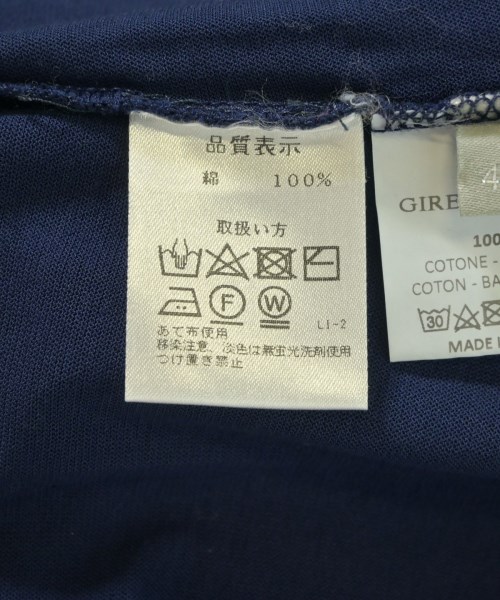 品質表示
綿 100%
取扱い方
F W
LI-2
あて布使用
移染注意、淡色は無蛍光洗剤使用
つけ置き禁止
4
GIRE
100
COTONE -
COTON - BA
30
MADE I